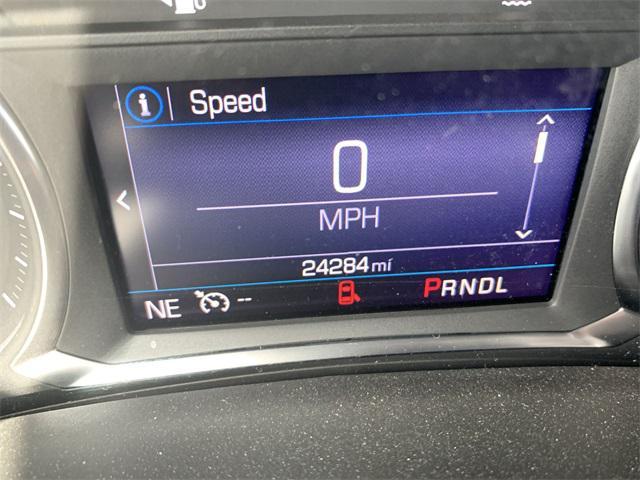 i Speed
0
MPH
24284 mi
NE -- PRNDL